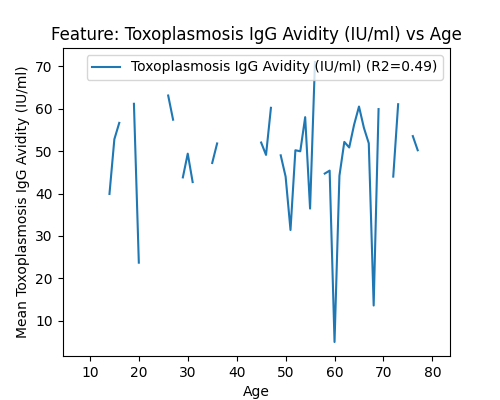 Feature: Toxoplasmosis IgG Avidity (IU/ml) vs Age
Toxoplasmosis IgG Avidity (IU/ml) (R2=0.49)
Mean Toxoplasmosis IgG Avidity (IU/ml)
70
60
50
40
30
20
10
10 20 30 40 50 60 70 80
Age